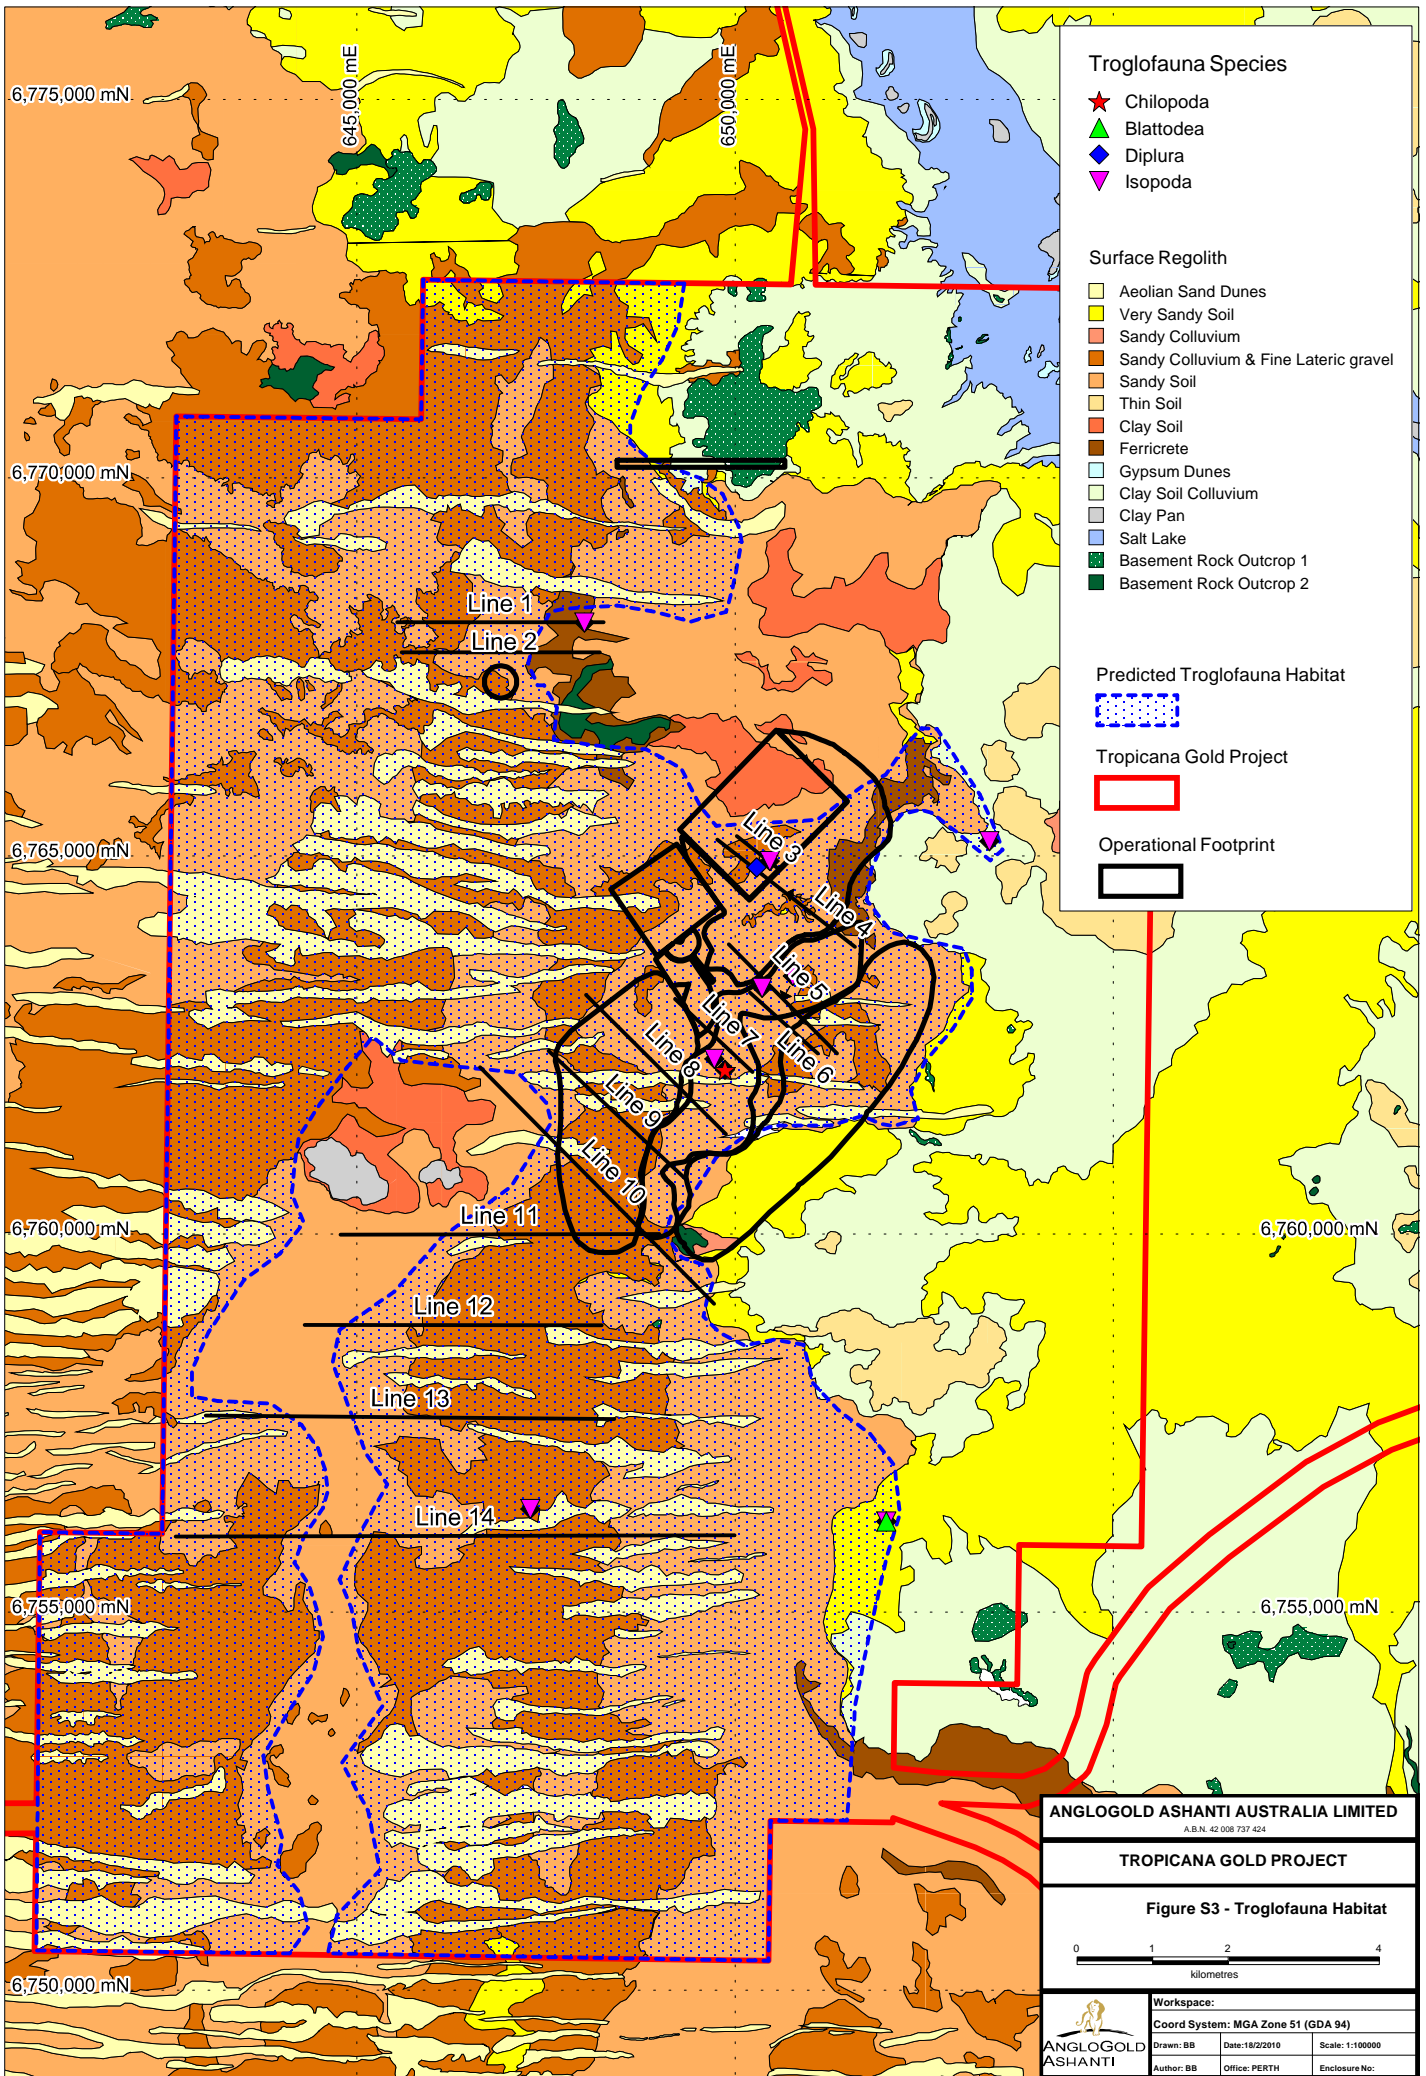 6,775,000 mN
645,000 mE
650,000 mE
Troglofauna Species
Chilopoda
Blattodea
Diplura
Isopoda
Surface Regolith
Aeolian Sand Dunes
Very Sandy Soil
Sandy Colluvium
Sandy Colluvium & Fine Lateric gravel
Sandy Soil
Thin Soil
Clay Soil
Ferricrete
Gypsum Dunes
Clay Soil Colluvium
Clay Pan
Salt Lake
Basement Rock Outcrop 1
Basement Rock Outcrop 2
Predicted Troglofauna Habitat
Tropicana Gold Project
Operational Footprint
6,770,000 mN
Line 1
Line 2
6,765,000 mN
Line 3
Line 4
Line 5
Line 6
Line 7
Line 8
Line 9
Line 10
Line 11
6,760,000 mN
6,760,000 mN
Line 12
Line 13
Line 14
6,755,000 mN
6,755,000 mN
6,750,000 mN
ANGLOGOLD ASHANTI AUSTRALIA LIMITED
A.B.N. 42 008 737 424
TROPICANA GOLD PROJECT
Figure S3 - Troglofauna Habitat
0 1 2 4
kilometres
ANGLOGOLD
ASHANTI
Workspace:
Coord System: MGA Zone 51 (GDA 94)
Drawn: BB Date:18/2/2010 Scale: 1:100000
Author: BB Office: PERTH Enclosure No: